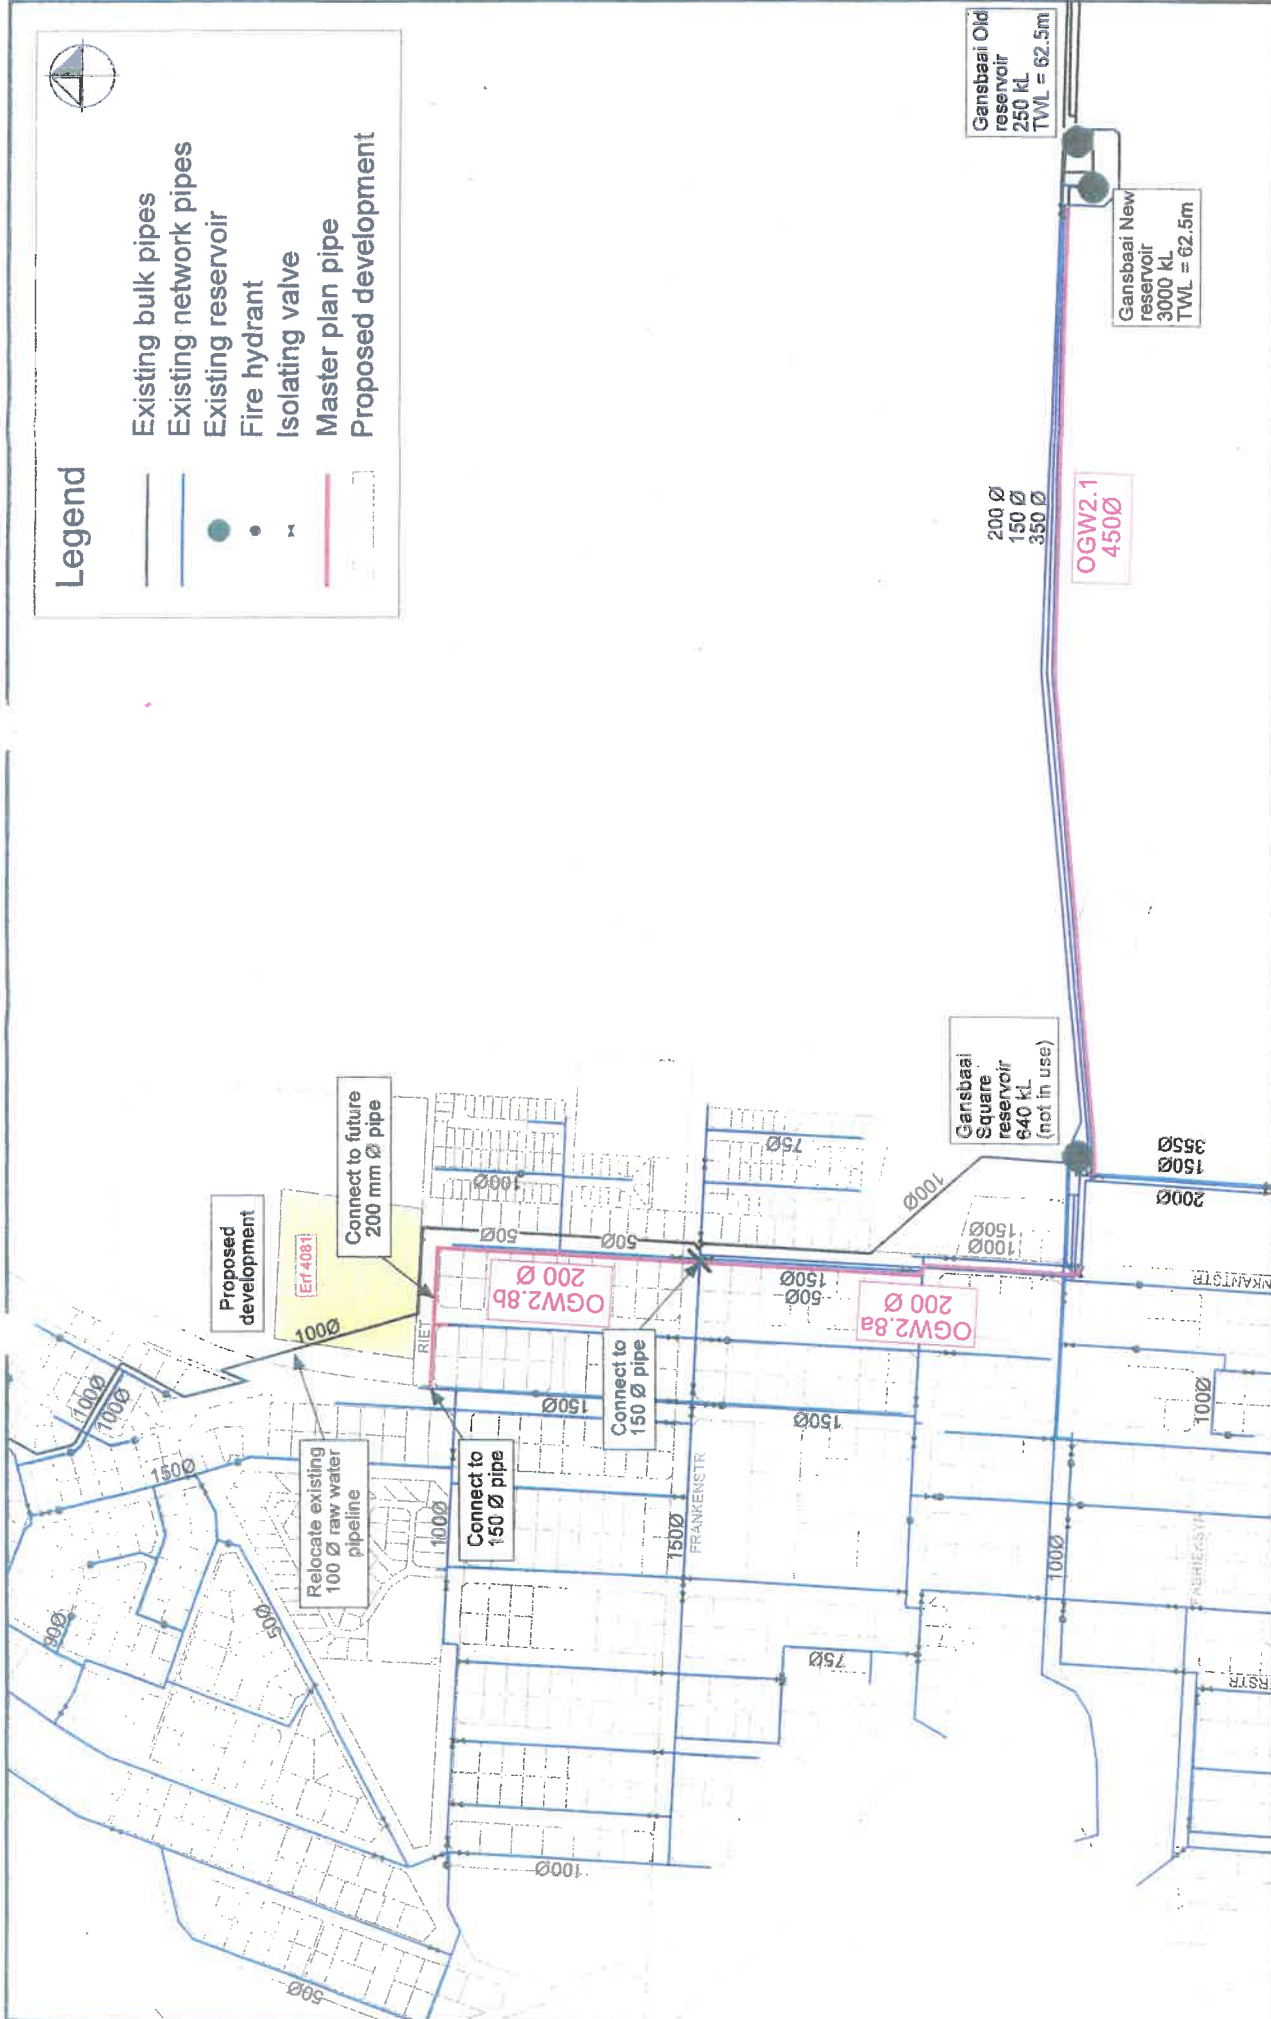 Legend
Existing bulk pipes
Existing network pipes
Existing reservoir
Fire hydrant
Isolating valve
Master plan pipe
Proposed development
Gansbaai Old
reservoir
250 kL
TWL = 62.5m
Gansbaai New
reservoir
3000 kL
TWL = 62.5m
200 Ø
150 Ø
350 Ø
OGW2.1
450Ø
Gansbaai
Square
reservoir
640 kL
(not in use)
355Ø
150Ø
200Ø
Proposed
development
Erf 4081
Connect to future
200 mm Ø pipe
100Ø
RIET
Relocate existing
100 Ø raw water
pipeline
Connect to
150 Ø pipe
Connect to
150 Ø pipe
OGW2.8b
200 Ø
OGW2.8a
200 Ø
100Ø
100Ø
150Ø
90Ø
50Ø
50Ø
100Ø
100Ø
150Ø
150Ø
150Ø
FRANKENSTR
50Ø
50Ø
100Ø
75Ø
100Ø
150Ø
50Ø
150Ø
100Ø
75Ø
100Ø
100Ø
NKANTSTR
FABRIEKSTR
RSTR